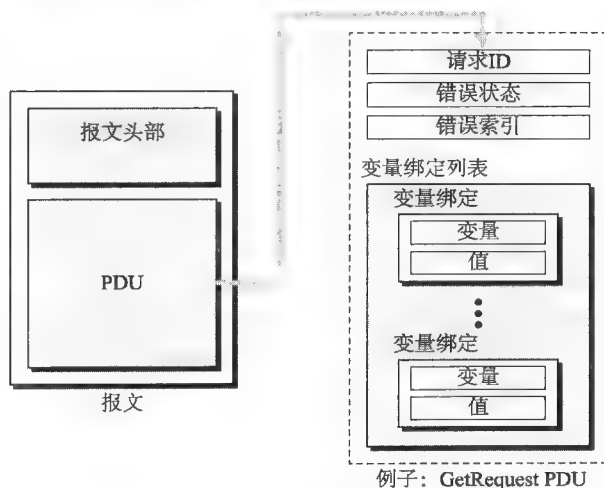 报文头部
PDU
报文
请求ID
错误状态
错误索引
变量绑定列表
变量绑定
变量
值
变量绑定
变量
值
例子：GetRequest PDU